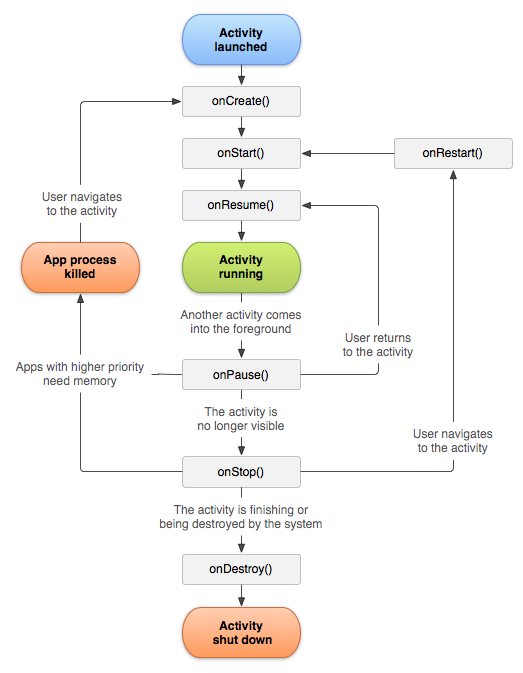 Activity
launched
onCreate()
onStart()
onRestart()
User navigates
to the activity
onResume()
App process
killed
Activity
running
Another activity comes
into the foreground
User returns
to the activity
Apps with higher priority
need memory
onPause()
The activity is
no longer visible
User navigates
to the activity
onStop()
The activity is finishing or
being destroyed by the system
onDestroy()
Activity
shut down